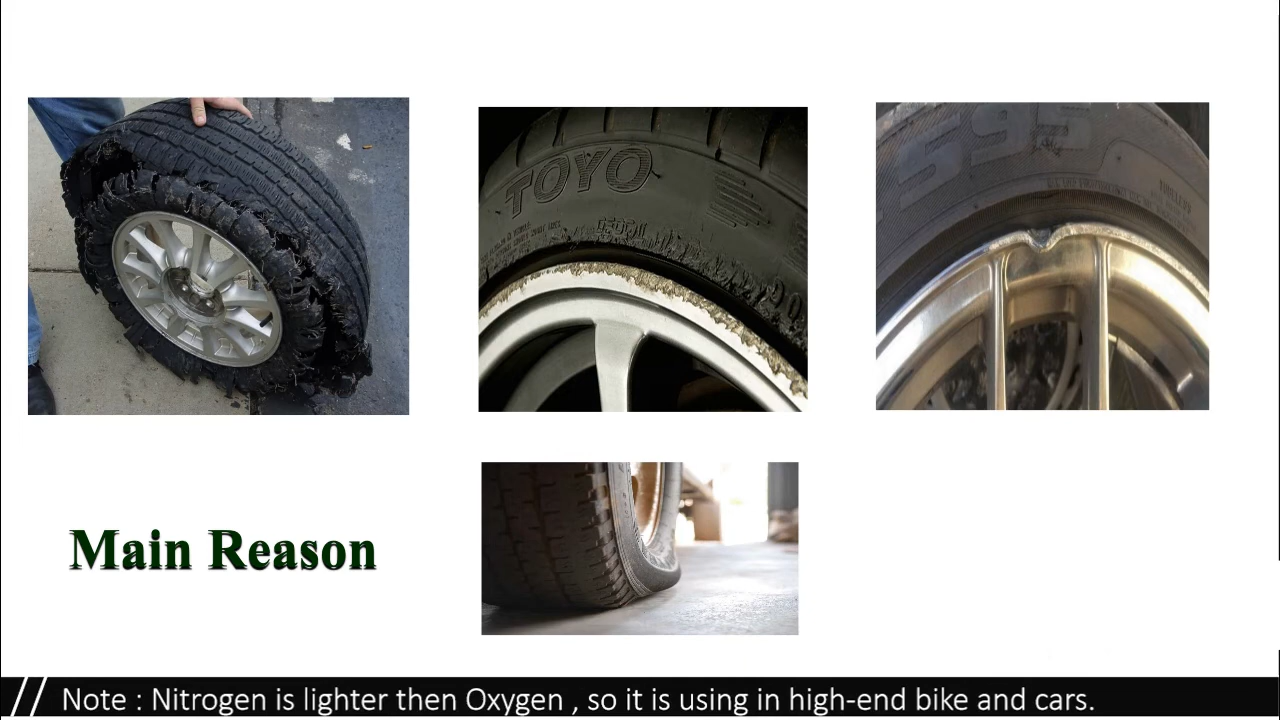 TOYO
595
Main Reason
Note : Nitrogen is lighter then Oxygen , so it is using in high-end bike and cars.